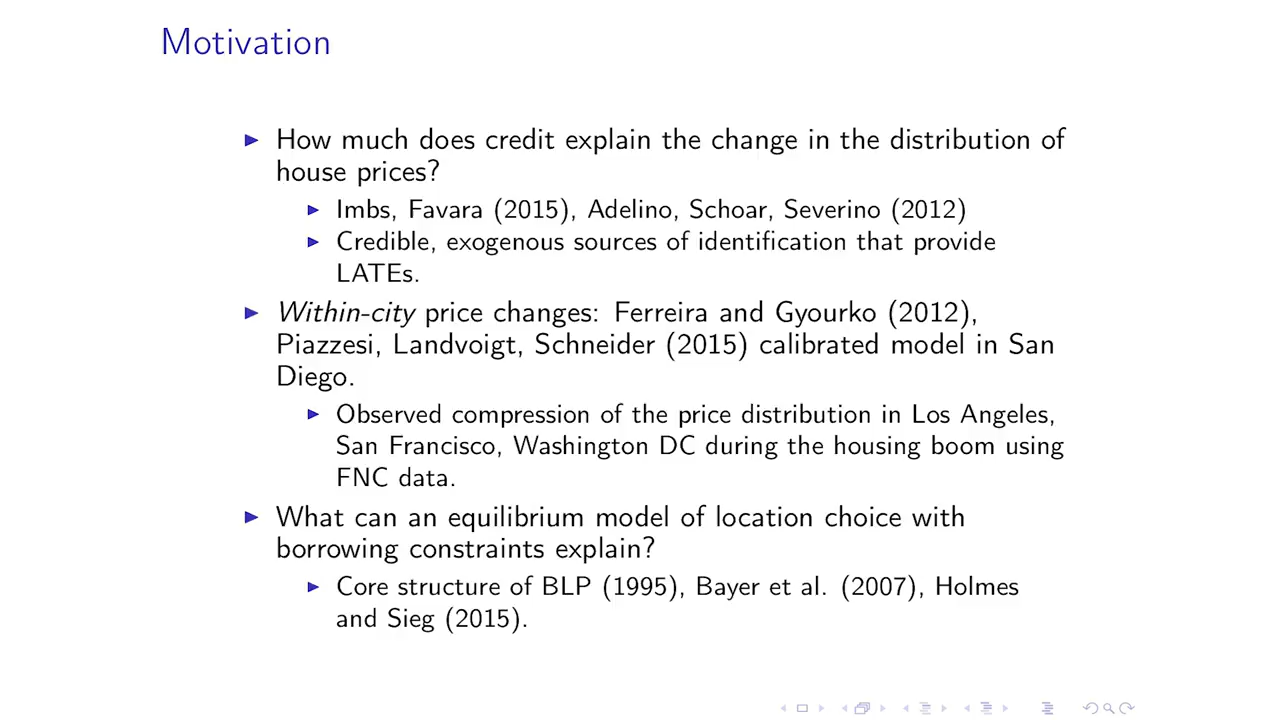 Motivation
How much does credit explain the change in the distribution of
house prices?
Imbs, Favara (2015), Adelino, Schoar, Severino (2012)
Credible, exogenous sources of identification that provide
LATEs.
Within-city price changes: Ferreira and Gyourko (2012),
Piazzesi, Landvoigt, Schneider (2015) calibrated model in San
Diego.
Observed compression of the price distribution in Los Angeles,
San Francisco, Washington DC during the housing boom using
FNC data.
What can an equilibrium model of location choice with
borrowing constraints explain?
Core structure of BLP (1995), Bayer et al. (2007), Holmes
and Sieg (2015).